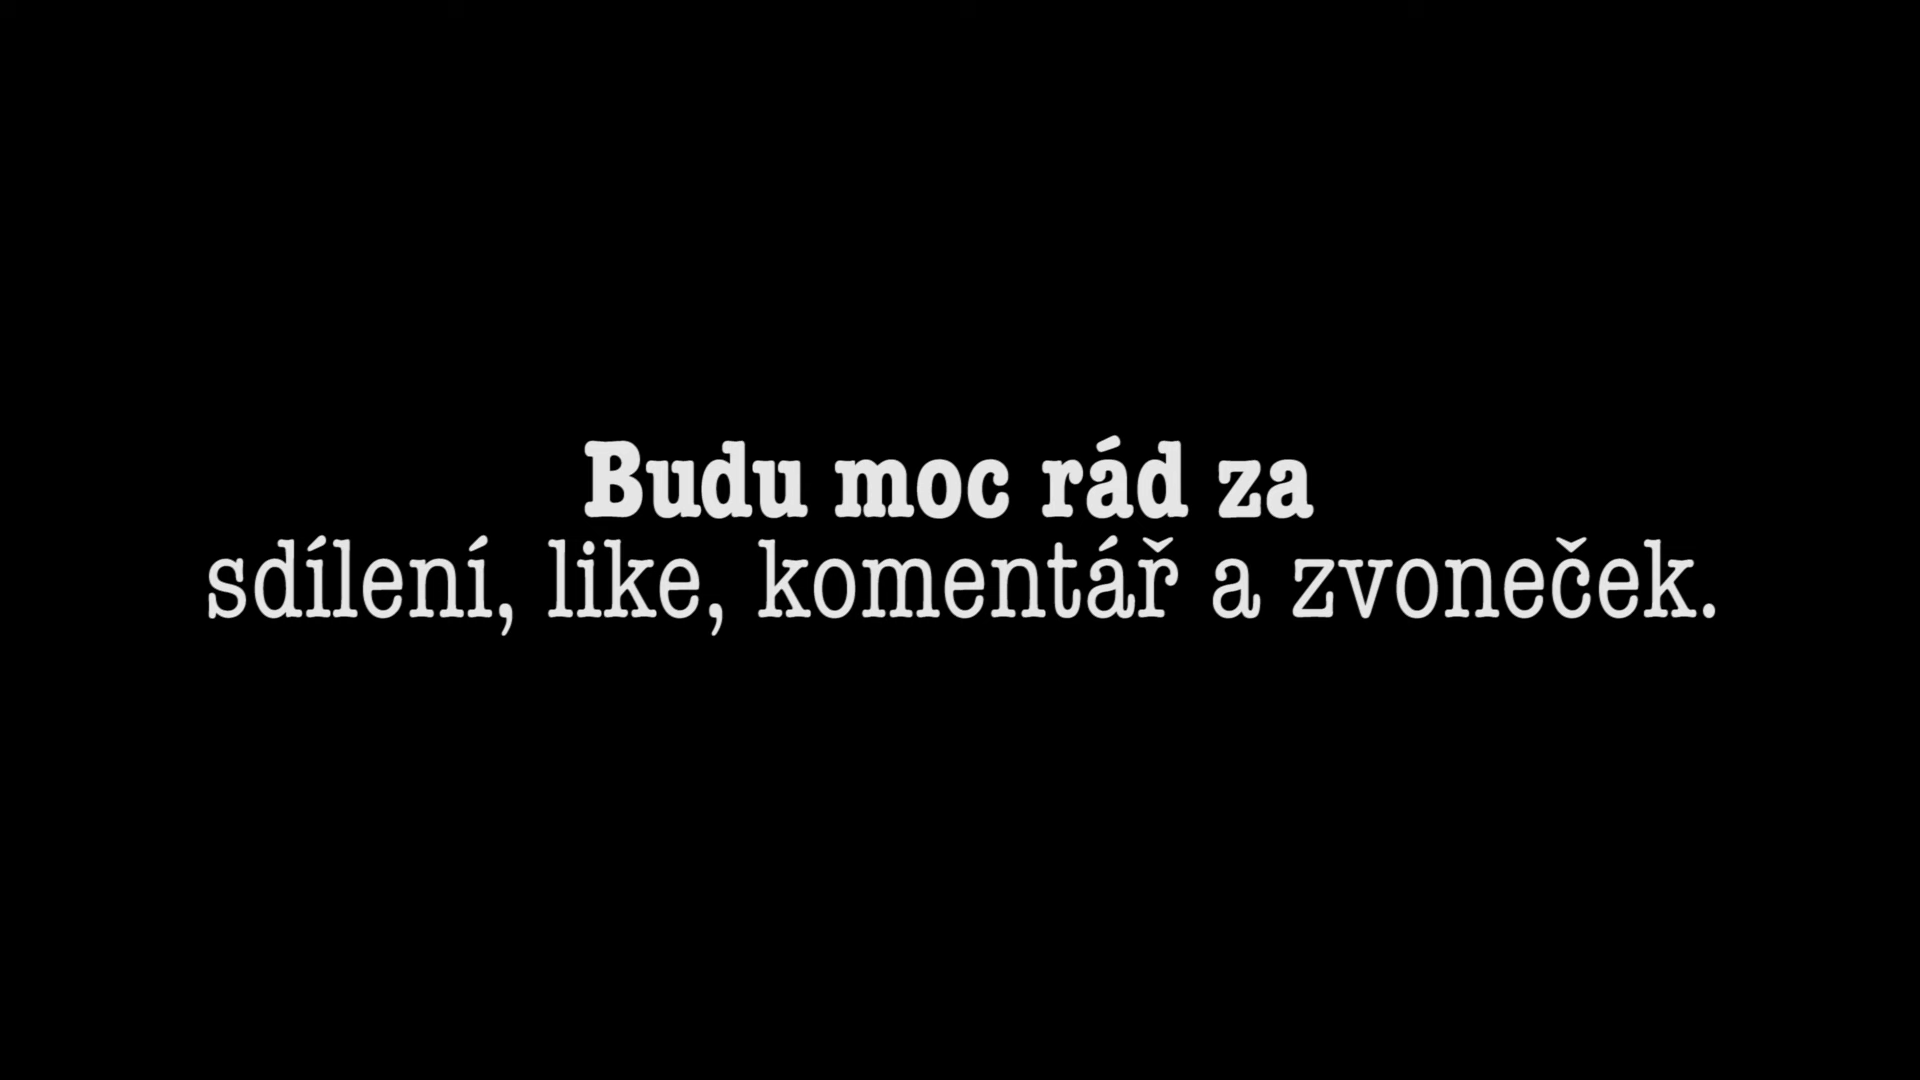 Budu moc rád za
sdílení, like, komentář a zvoneček.